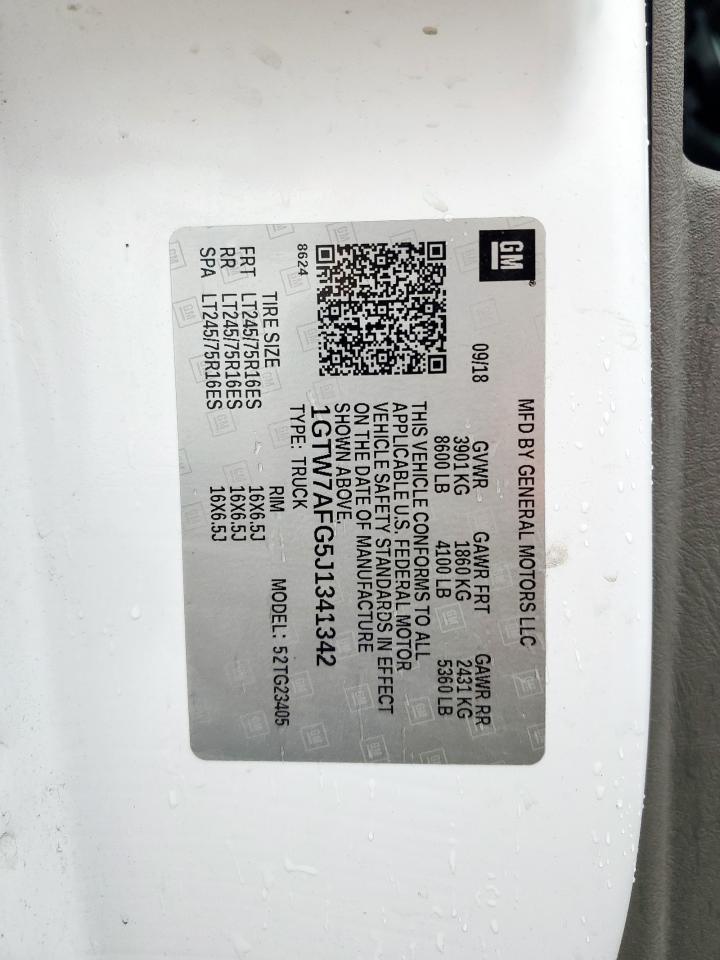 GM
MFD BY GENERAL MOTORS LLC
09/18 GVWR GAWR FRT GAWR RR
3901 KG 1860 KG 2431 KG
8600 LB 4100 LB 5360 LB
THIS VEHICLE CONFORMS TO ALL
APPLICABLE U.S. FEDERAL MOTOR
VEHICLE SAFETY STANDARDS IN EFFECT
ON THE DATE OF MANUFACTURE
SHOWN ABOVE.
1GTW7AFG5J1341342
8624 TYPE: TRUCK
MODEL: 52TG23405
TIRE SIZE RIM
FRT LT245/75R16ES 16X6.5J
RR LT245/75R16ES 16X6.5J
SPA LT245/75R16ES 16X6.5J